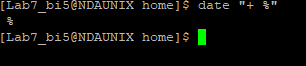 [Lab7_bi5@NDAUNIX home]$ date "+ %"
 %
[Lab7_bi5@NDAUNIX home]$